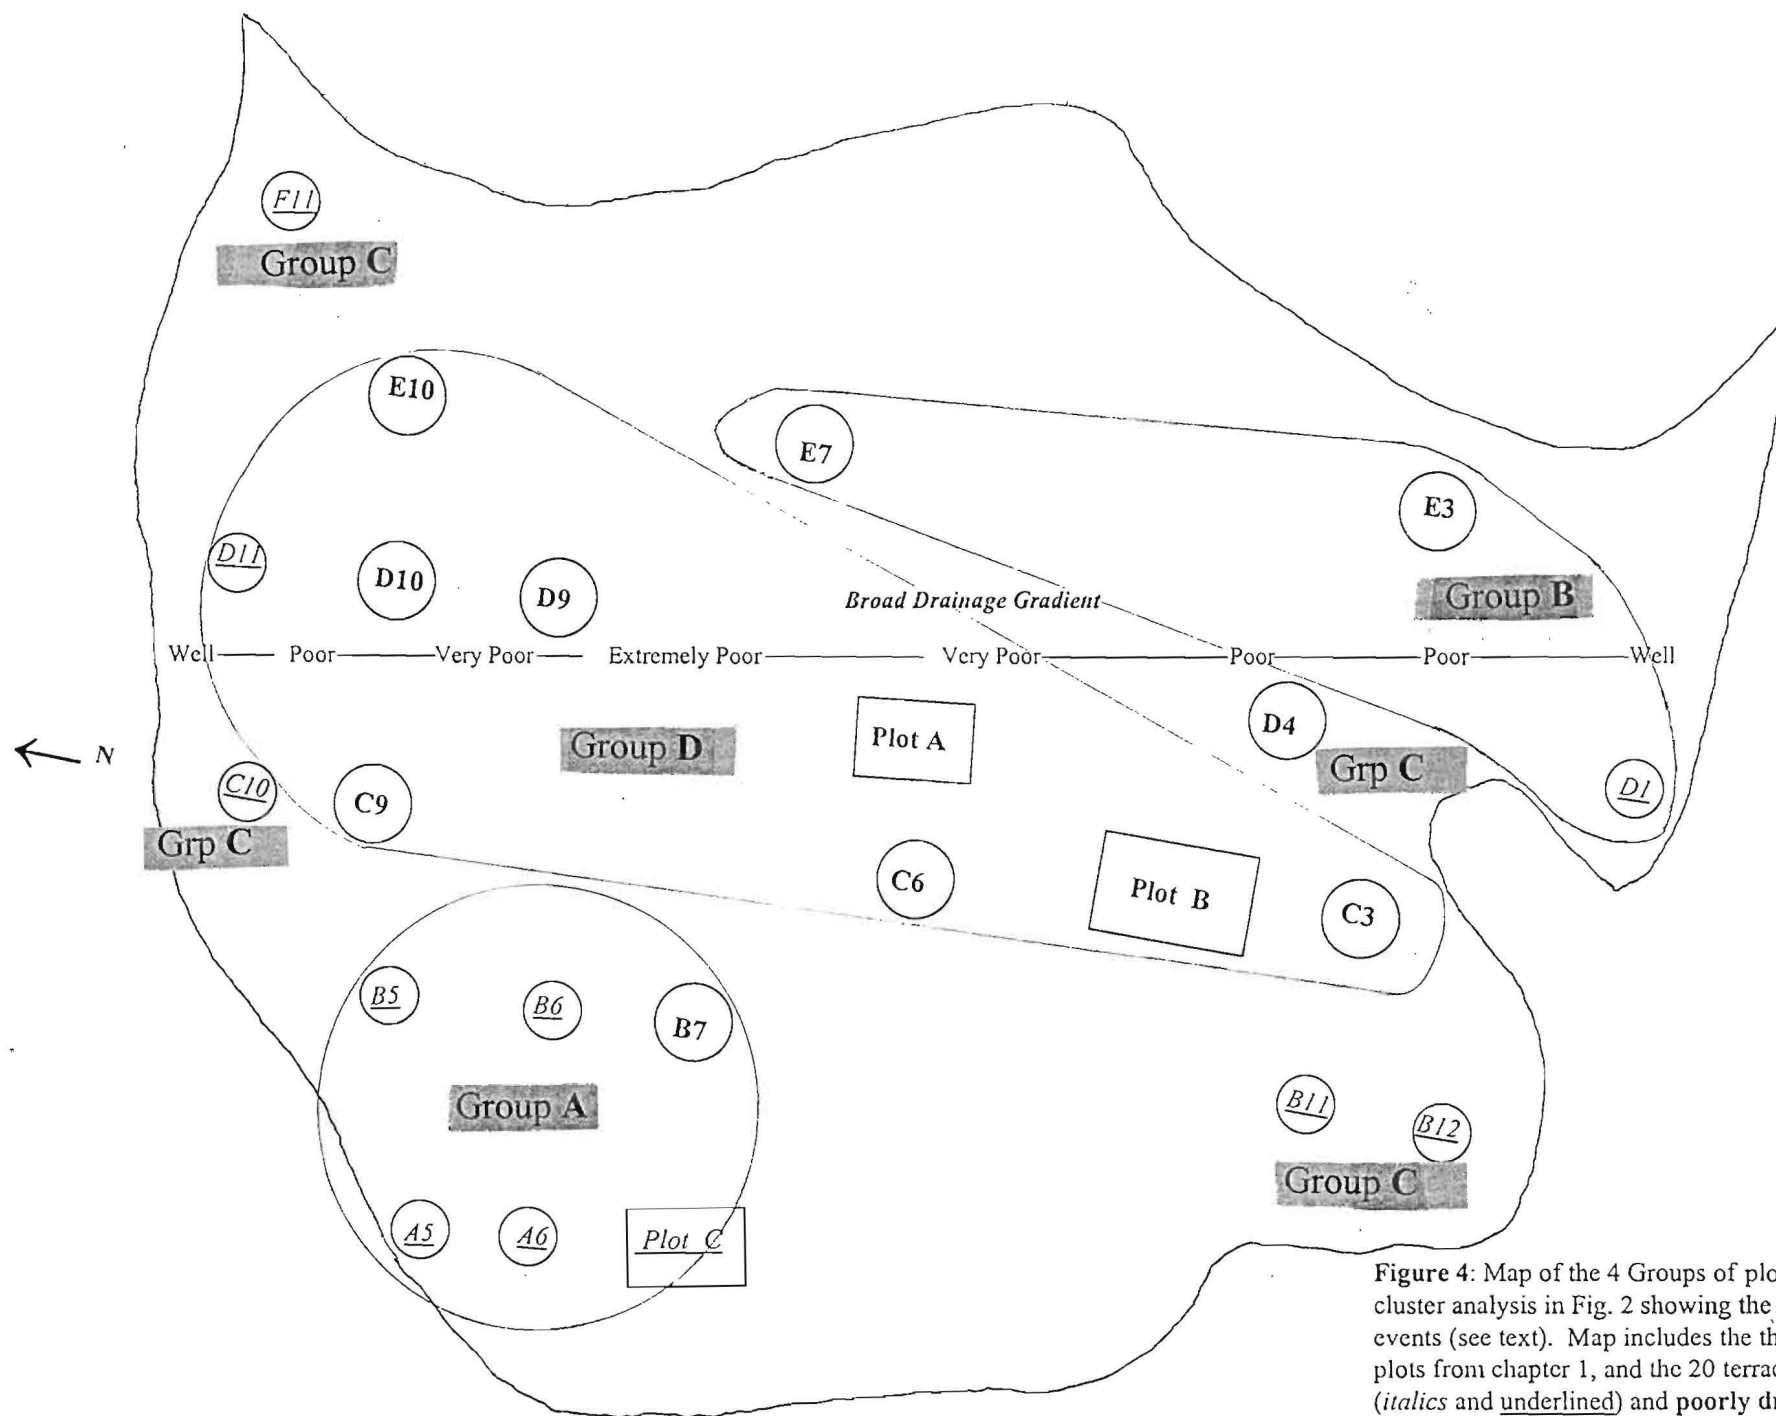 F11
Group C
E10
E7
E3
D11
D10
D9
Broad Drainage Gradient
Group B
Well Poor Very Poor Extremely Poor Very Poor Poor Poor Well
Plot A
D4
Group D
N
Grp C
C10
C9
D1
Grp C
C6
Plot B
C3
B5
B6
B7
Group A
B11
B12
Group C
A5
A6
Plot C
Figure 4: Map of the 4 Groups of
cluster analysis in Fig. 2 showing the
events (see text). Map includes the
plots from chapter 1, and the 20
(italics and underlined) and poorly